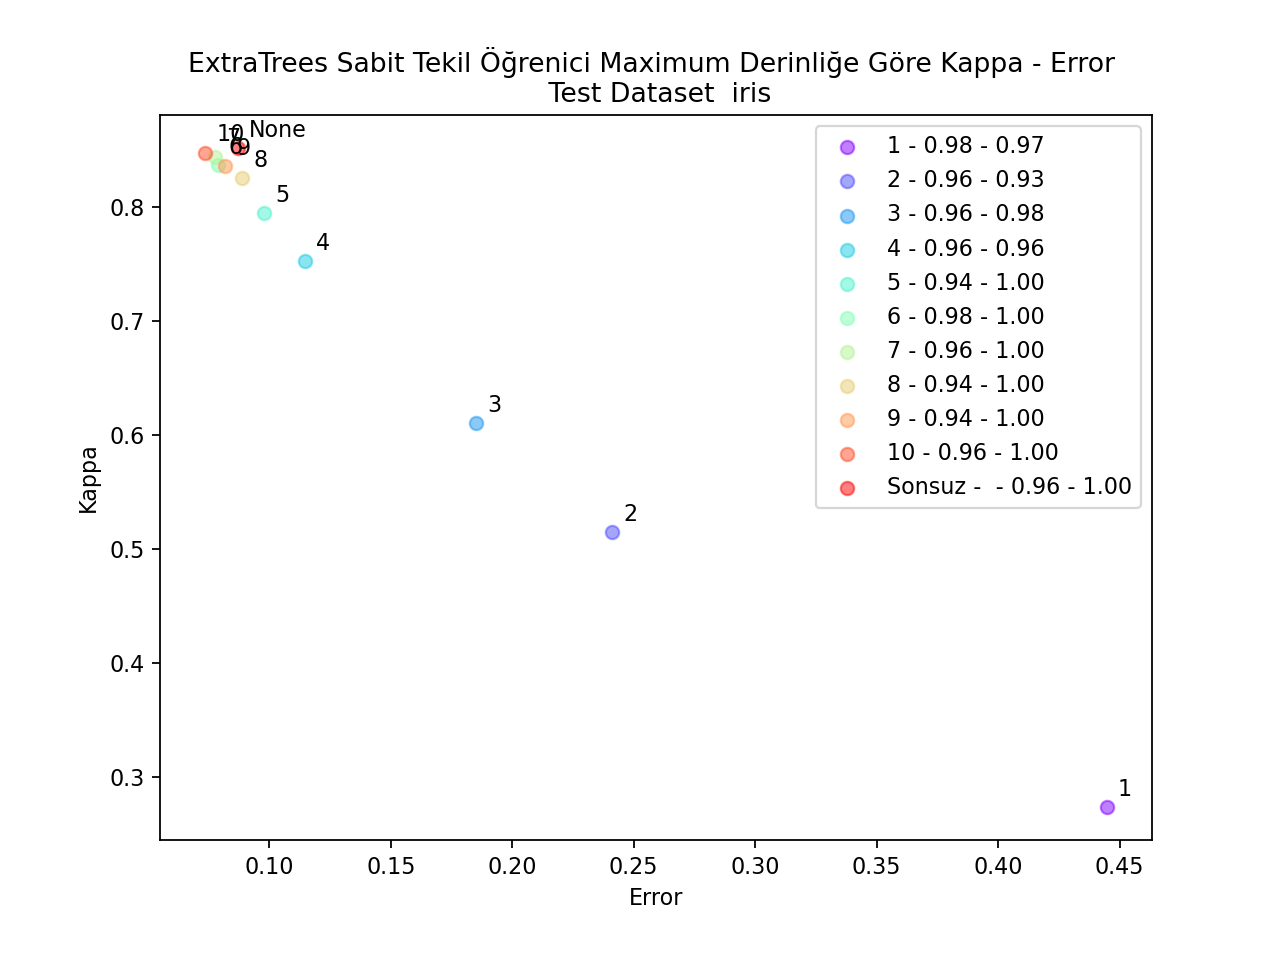 ExtraTrees Sabit Tekil Öğrenici Maximum Derinliğe Göre Kappa - Error
Test Dataset  iris
None
10
7
6
9
8
5
4
3
2
1
1 - 0.98 - 0.97
2 - 0.96 - 0.93
3 - 0.96 - 0.98
4 - 0.96 - 0.96
5 - 0.94 - 1.00
6 - 0.98 - 1.00
7 - 0.96 - 1.00
8 - 0.94 - 1.00
9 - 0.94 - 1.00
10 - 0.96 - 1.00
Sonsuz -  - 0.96 - 1.00
Kappa
0.8
0.7
0.6
0.5
0.4
0.3
0.10
0.15
0.20
0.25
0.30
0.35
0.40
0.45
Error